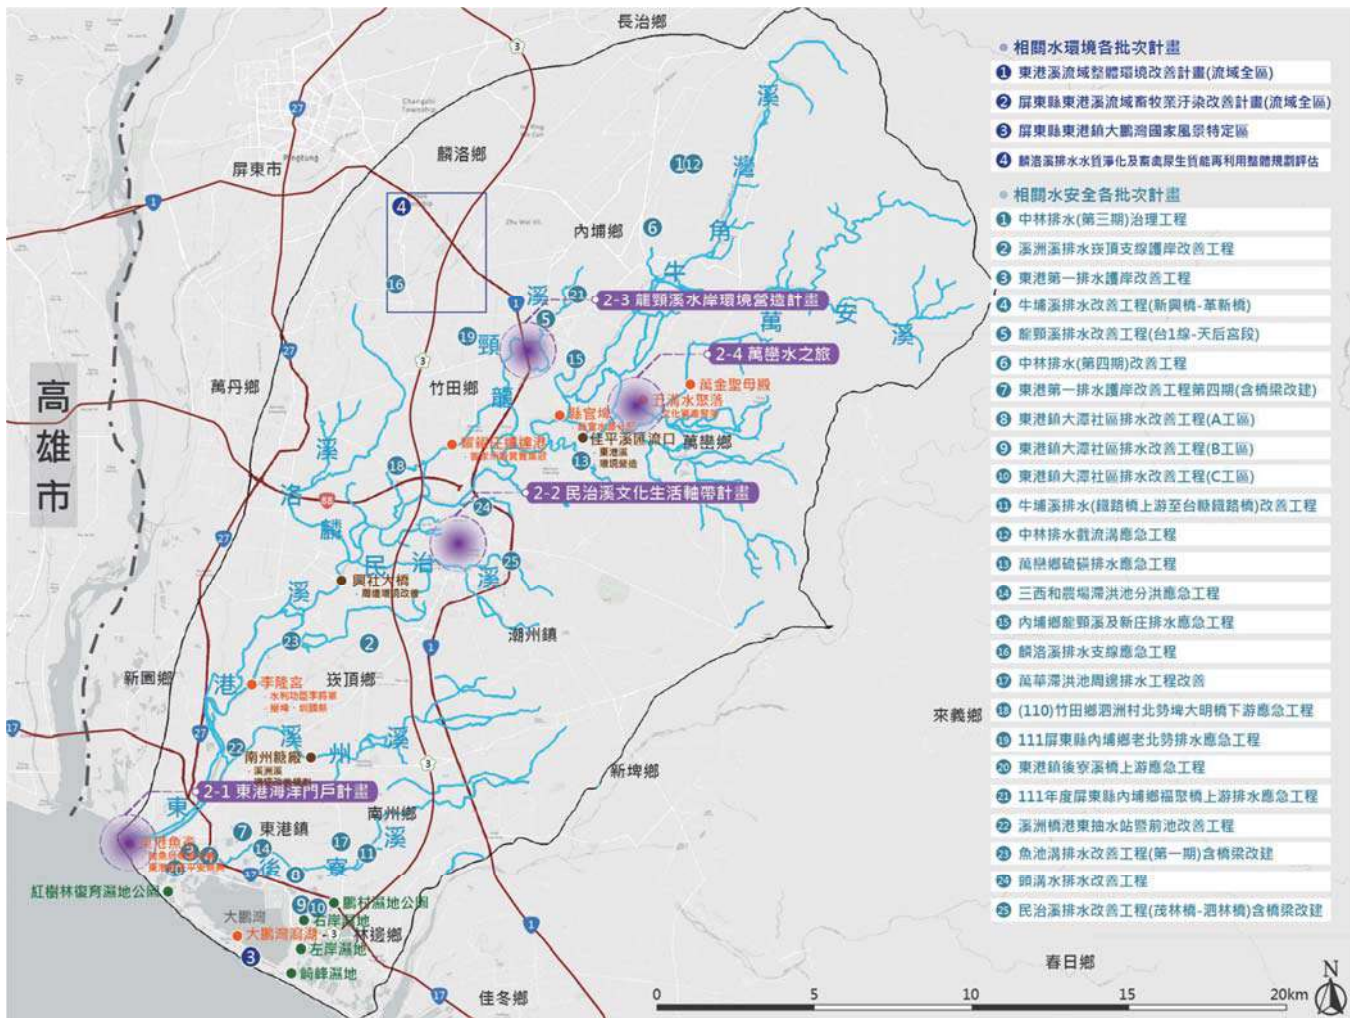 長治鄉
屏東市
麟洛鄉
內埔鄉
萬丹鄉
竹田鄉
萬巒鄉
高雄市
新園鄉
崁頂鄉
潮州鎮
來義鄉
新埤鄉
南州鄉
東港鎮
林邊鄉
佳冬鄉
春日鄉
大鵬灣
Pingtung
牛角灣溪
萬安溪
龍頸溪
麟洛溪
民治溪
東港溪
溪州溪
後寮溪
2-3 龍頸溪水岸環境營造計畫
2-4 萬巒水之旅
2-2 民治溪文化生活軸帶計畫
2-1 東港海洋門戶計畫
萬金聖母殿
五溝水聚落
縣官埤
佳平溪匯流口
東港溪
環境營造
興社大橋
周邊環境改善
李隆宮
南州糖廠
溪洲溪
紅樹林復育濕地公園
鵬村濕地公園
右岸濕地
大鵬灣潟湖
左岸濕地
崎峰濕地
相關水環境各批次計畫
1 東港溪流域整體環境改善計畫(流域全區)
2 屏東縣東港溪流域畜牧業汙染改善計畫(流域全區)
3 屏東縣東港鎮大鵬灣國家風景特定區
4 麟洛溪排水水質淨化及畜禽尿生質能再利用整體規劃評估
相關水安全各批次計畫
1 中林排水(第三期)治理工程
2 溪洲溪排水崁頂支線護岸改善工程
3 東港第一排水護岸改善工程
4 牛埔溪排水改善工程(新興橋-革新橋)
5 龍頸溪排水改善工程(台1線-天后宮段)
6 中林排水(第四期)改善工程
7 東港第一排水護岸改善工程第四期(含橋梁改建)
8 東港鎮大潭社區排水改善工程(A工區)
9 東港鎮大潭社區排水改善工程(B工區)
10 東港鎮大潭社區排水改善工程(C工區)
11 牛埔溪排水(鐵路橋上游至台糖鐵路橋)改善工程
12 中林排水截流溝應急工程
13 萬巒鄉硫磺排水應急工程
14 三西和農場滯洪池分洪應急工程
15 內埔鄉龍頸溪及新庄排水應急工程
16 麟洛溪排水支線應急工程
17 萬華滯洪池周邊排水工程改善
18 (110)竹田鄉泗洲村北勢埤大明橋下游應急工程
19 111屏東縣內埔鄉老北勢排水應急工程
20 東港鎮後寮溪橋上游應急工程
21 111年度屏東縣內埔鄉福聚橋上游排水應急工程
22 溪洲橋港東抽水站暨前池改善工程
23 魚池溝排水改善工程(第一期)含橋梁改建
24 頭溝水排水改善工程
25 民治溪排水改善工程(茂林橋-泗林橋)含橋梁改建
N
0 5 10 15 20km